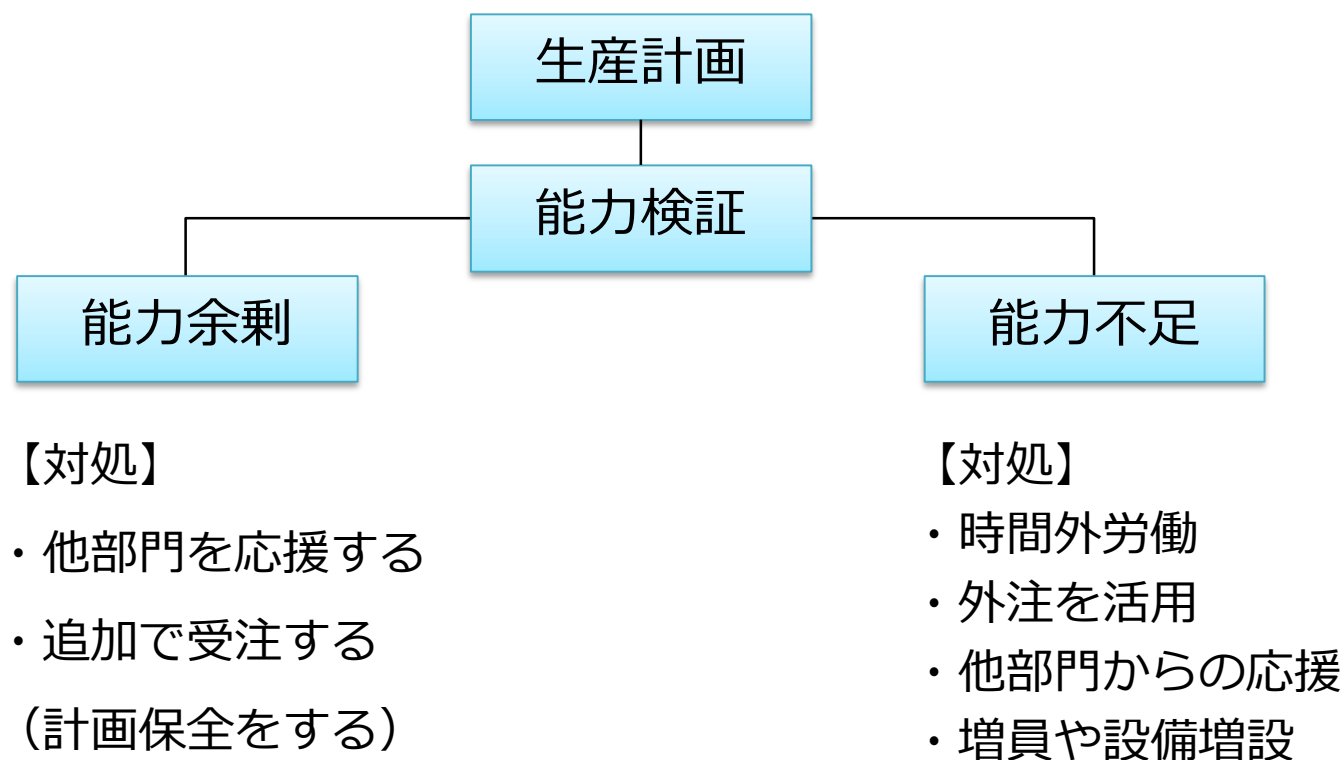 生産計画
能力検証
能力余剰
能力不足
【対処】
・他部門を応援する
・追加で受注する
（計画保全をする）
【対処】
・時間外労働
・外注を活用
・他部門からの応援
・増員や設備増設